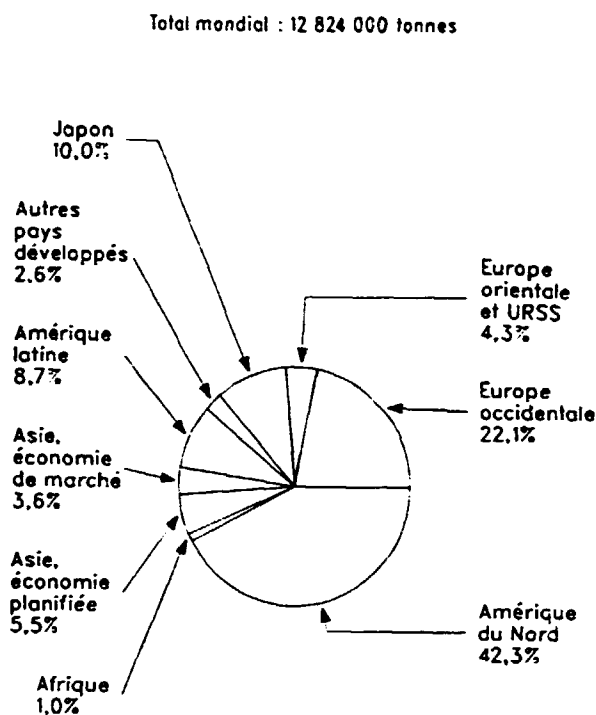 Total mondial : 12 824 000 tonnes
Japon
10,0%
Autres
pays
développés
2,6%
Amérique
latine
8,7%
Asie,
économie
de marché
3,6%
Asie,
économie
planifiée
5,5%
Afrique
1,0%
Europe
orientale
et URSS
4,3%
Europe
occidentale
22,1%
Amérique
du Nord
42,3%